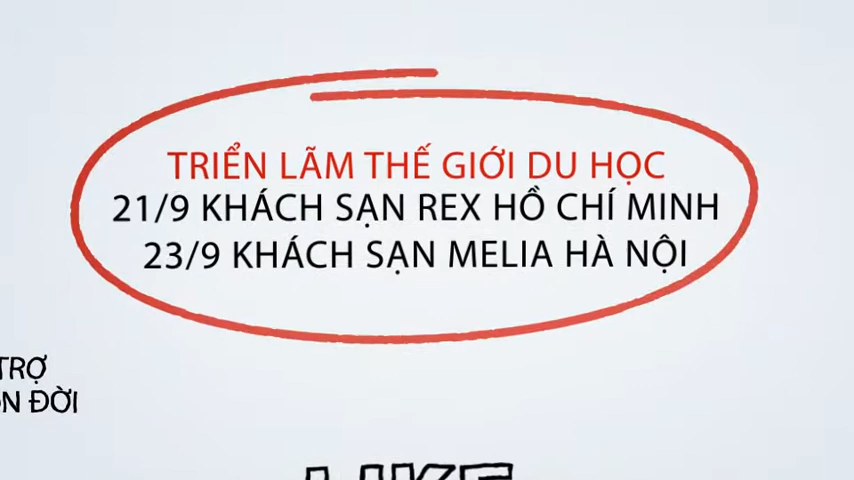 TRIỂN LÃM THẾ GIỚI DU HỌC
21/9 KHÁCH SẠN REX HỒ CHÍ MINH
23/9 KHÁCH SẠN MELIA HÀ NỘI
TRỢ
ĐỜI
LIKE